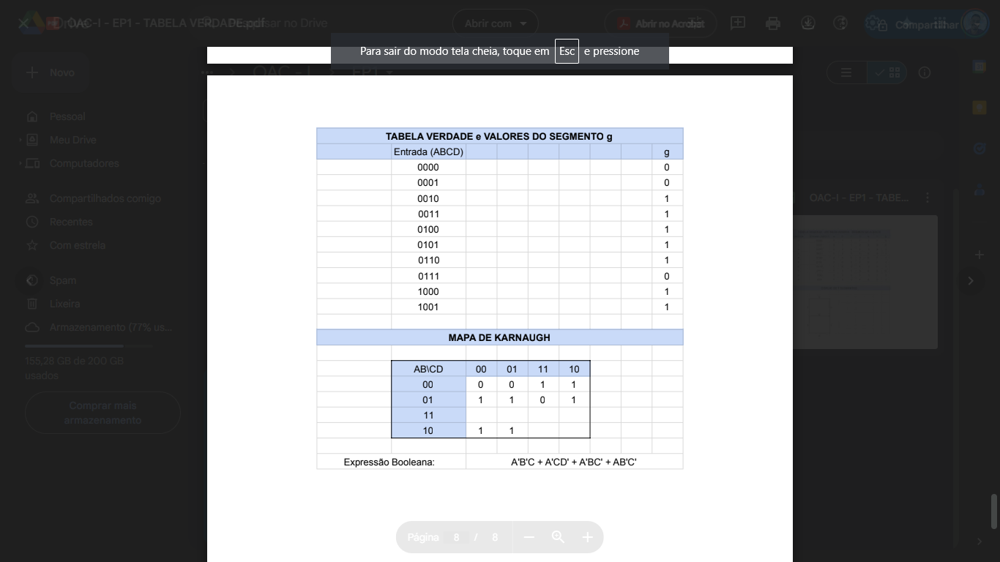 OAC-I - EP1 - TABELA VERDADE.pdf
Drive
Pesquisar no Drive
Abrir com
Abrir no Acrobat
Compartilhar
Para sair do modo tela cheia, toque em Esc e pressione
Novo
OAC - I
EP1
Pessoal
Meu Drive
Computadores
Compartilhados comigo
Recentes
Com estrela
Spam
Lixeira
Armazenamento (77% us...
155,28 GB de 200 GB
usados
Comprar mais
armazenamento
OAC-I - EP1 - TABE...
TABELA VERDADE e VALORES DO SEGMENTO g
Entrada (ABCD) g
0000 0
0001 0
0010 1
0011 1
0100 1
0101 1
0110 1
0111 0
1000 1
1001 1
MAPA DE KARNAUGH
AB\CD 00 01 11 10
00 0 0 1 1
01 1 1 0 1
11
10 1 1
Expressão Booleana: A'B'C + A'CD' + A'BC' + AB'C'
Página 8 / 8